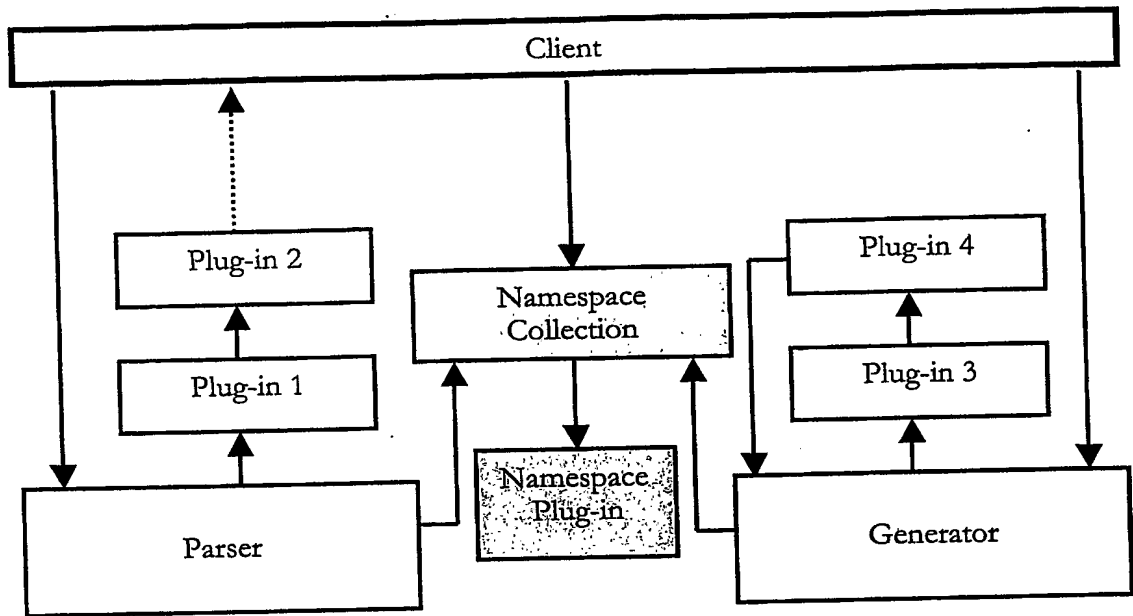 Client
Plug-in 2
Plug-in 4
Namespace
Collection
Plug-in 1
Plug-in 3
Namespace
Plug-in
Parser
Generator